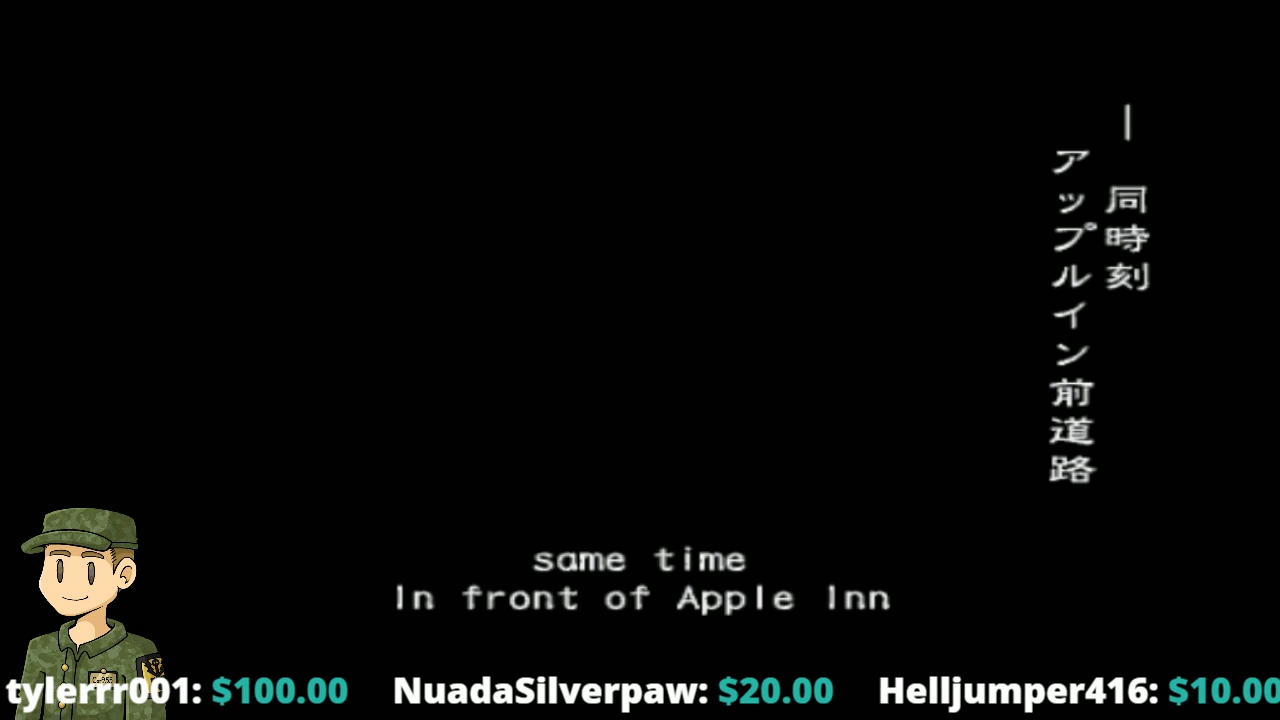 ― 同時刻
アップルイン前道路
same time
in front of Apple Inn
tylerrr001: $100.00 NuadaSilverpaw: $20.00 Helljumper416: $10.00